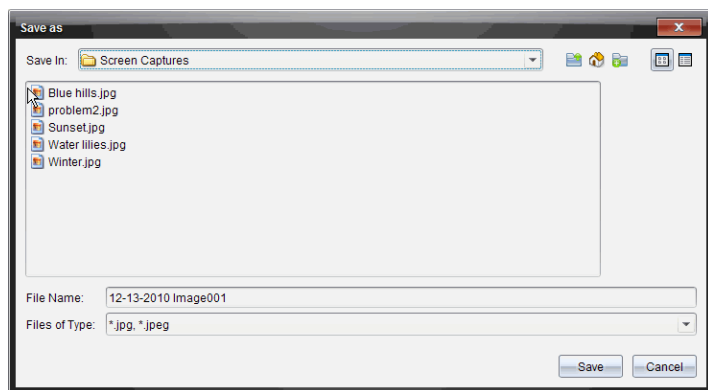 Save as
Save In: Screen Captures
Blue hills.jpg
problem2.jpg
Sunset.jpg
Water lilies.jpg
Winter.jpg
File Name: 12-13-2010 Image001
Files of Type: *.jpg, *.jpeg
Save Cancel